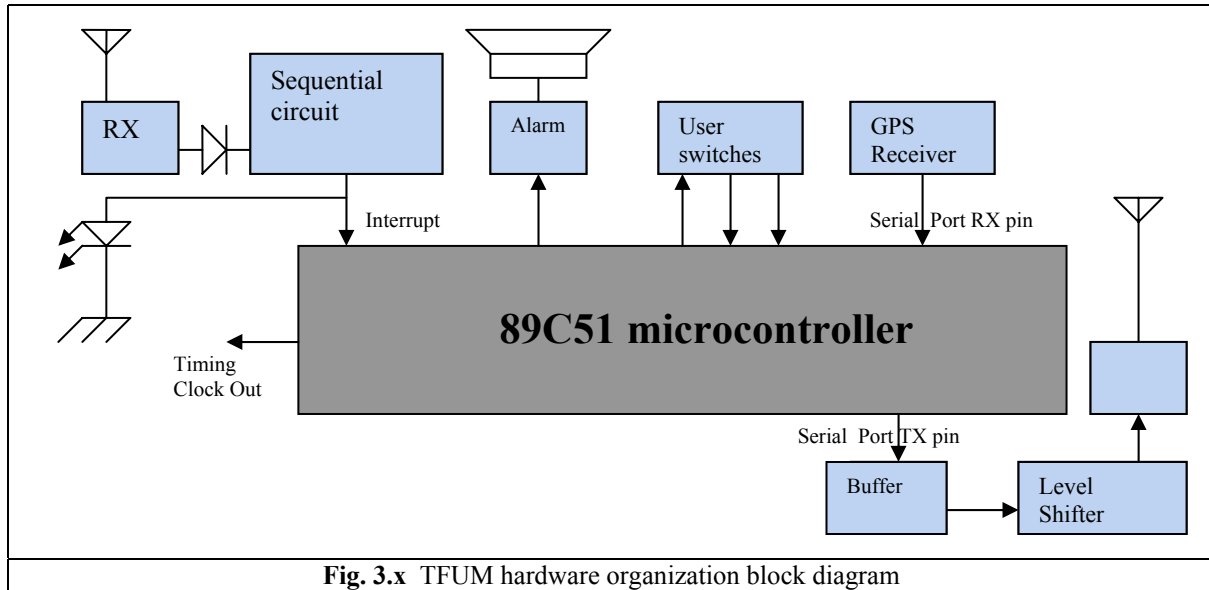 RX
Sequential
circuit
Alarm
User
switches
GPS
Receiver
Interrupt
Serial Port RX pin
89C51 microcontroller
Timing
Clock Out
Serial Port TX pin
Buffer
Level
Shifter
Fig. 3.x TFUM hardware organization block diagram